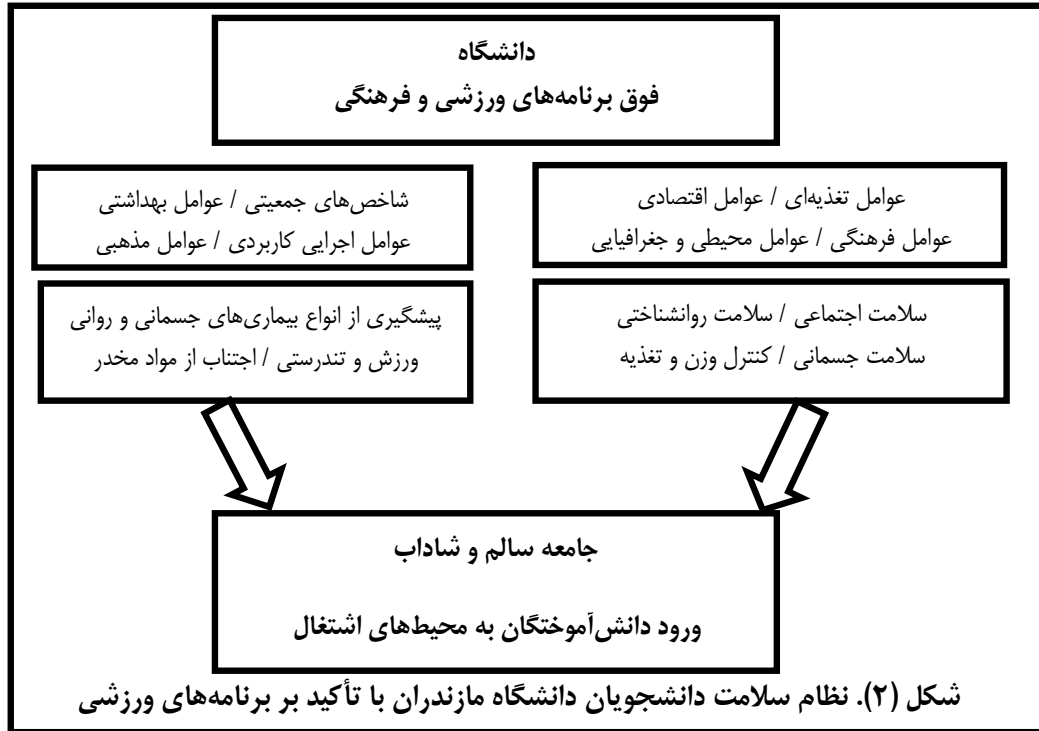 دانشگاه
فوق برنامه‌های ورزشی و فرهنگی
عوامل تغذیه‌ای / عوامل اقتصادی
عوامل فرهنگی / عوامل محیطی و جغرافیایی
شاخص‌های جمعیتی / عوامل بهداشتی
عوامل اجرایی کاربردی / عوامل مذهبی
سلامت اجتماعی / سلامت روانشناختی
سلامت جسمانی / کنترل وزن و تغذیه
پیشگیری از انواع بیماری‌های جسمانی و روانی
ورزش و تندرستی / اجتناب از مواد مخدر
جامعه سالم و شاداب
ورود دانش‌آموختگان به محیط‌های اشتغال
شکل (۲). نظام سلامت دانشجویان دانشگاه مازندران با تأکید بر برنامه‌های ورزشی